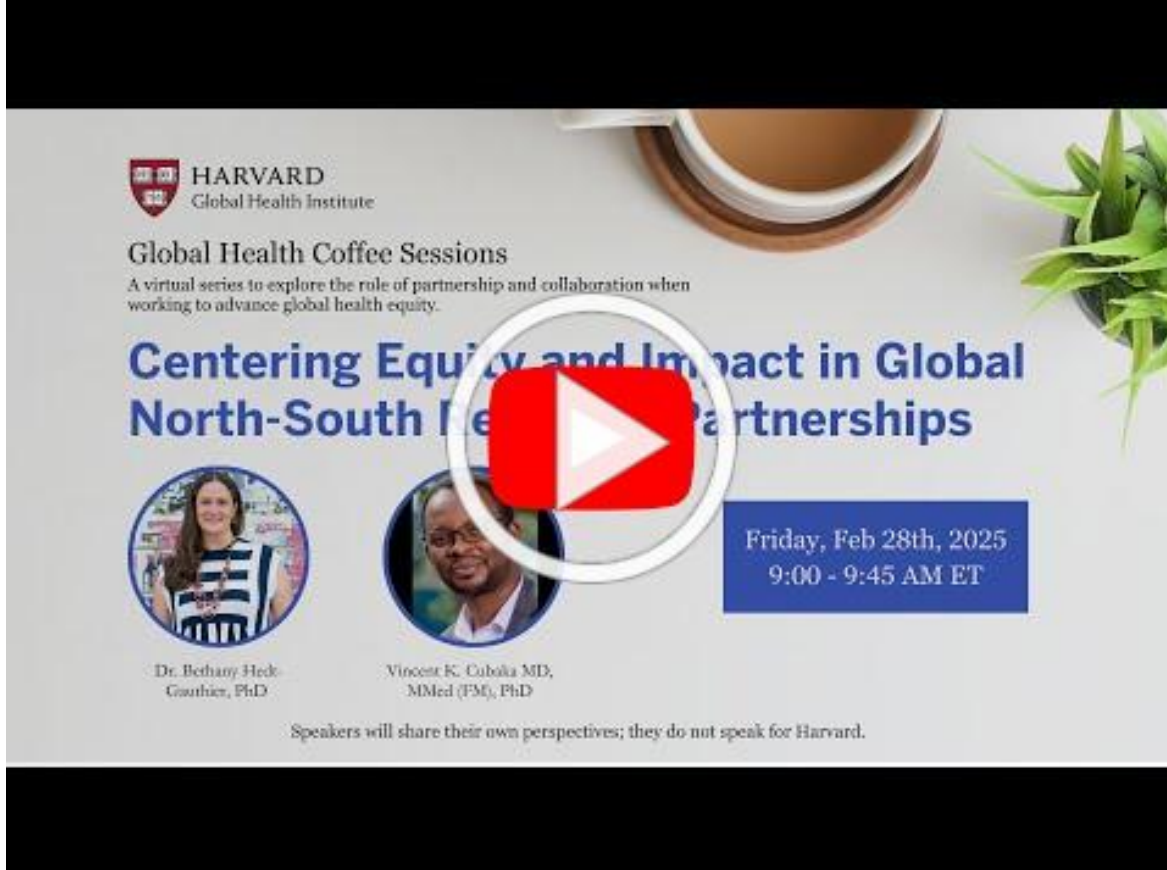 HARVARD
Global Health Institute
Global Health Coffee Sessions
A virtual series to explore the role of partnership and collaboration when
working to advance global health equity.
Centering Equity and Impact in Global
North-South Re Partnerships
Friday, Feb 28th, 2025
9:00 - 9:45 AM ET
Dr. Bethany Hedt-
Gauthier, PhD
Vincent K. Cubaka MD,
MMed (FM), PhD
Speakers will share their own perspectives; they do not speak for Harvard.